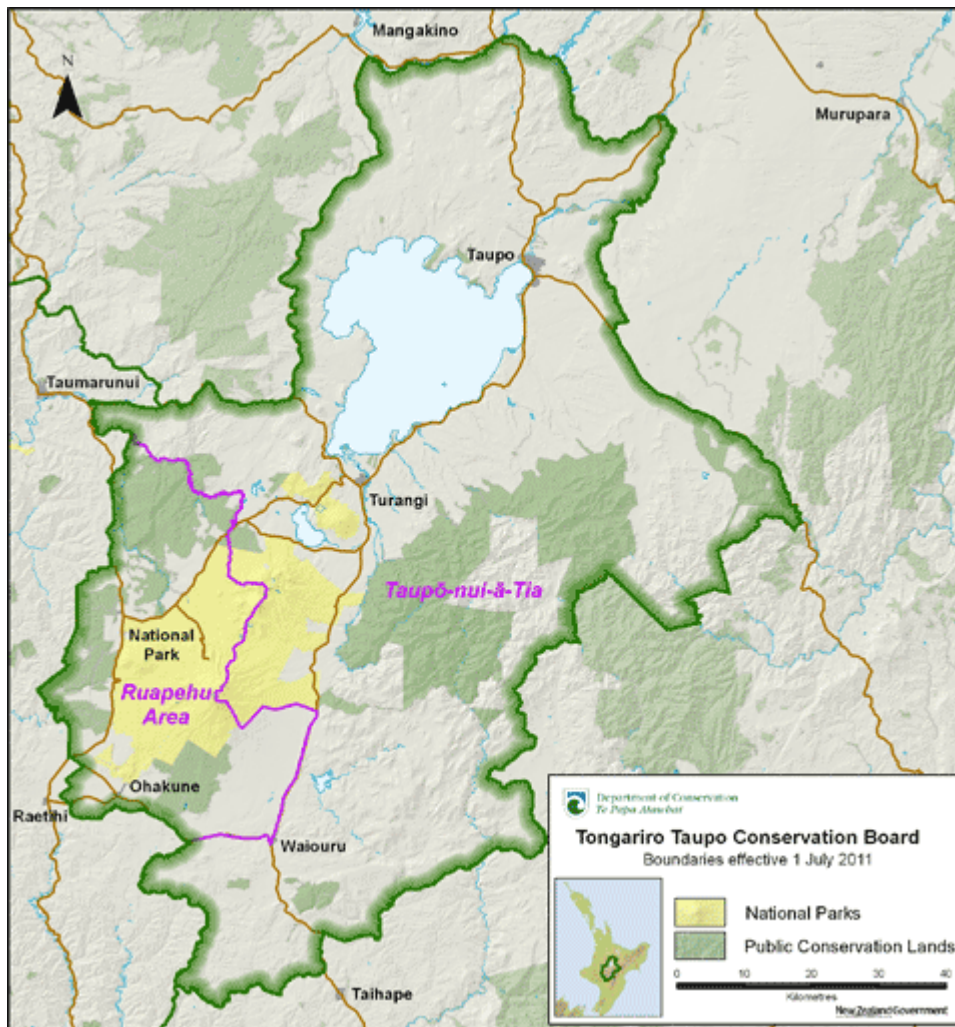 Mangakino
N
Murupara
Taupo
Taumarunui
Turangi
Taupō-nui-ā-Tia
National
Park
Ruapehu
Area
Ohakune
Raetihi
Waiouru
Taihape
Department of Conservation
Te Papa Atawhai
Tongariro Taupo Conservation Board
Boundaries effective 1 July 2011
National Parks
Public Conservation Lands
0 10 20 30 40
Kilometres
New Zealand Government